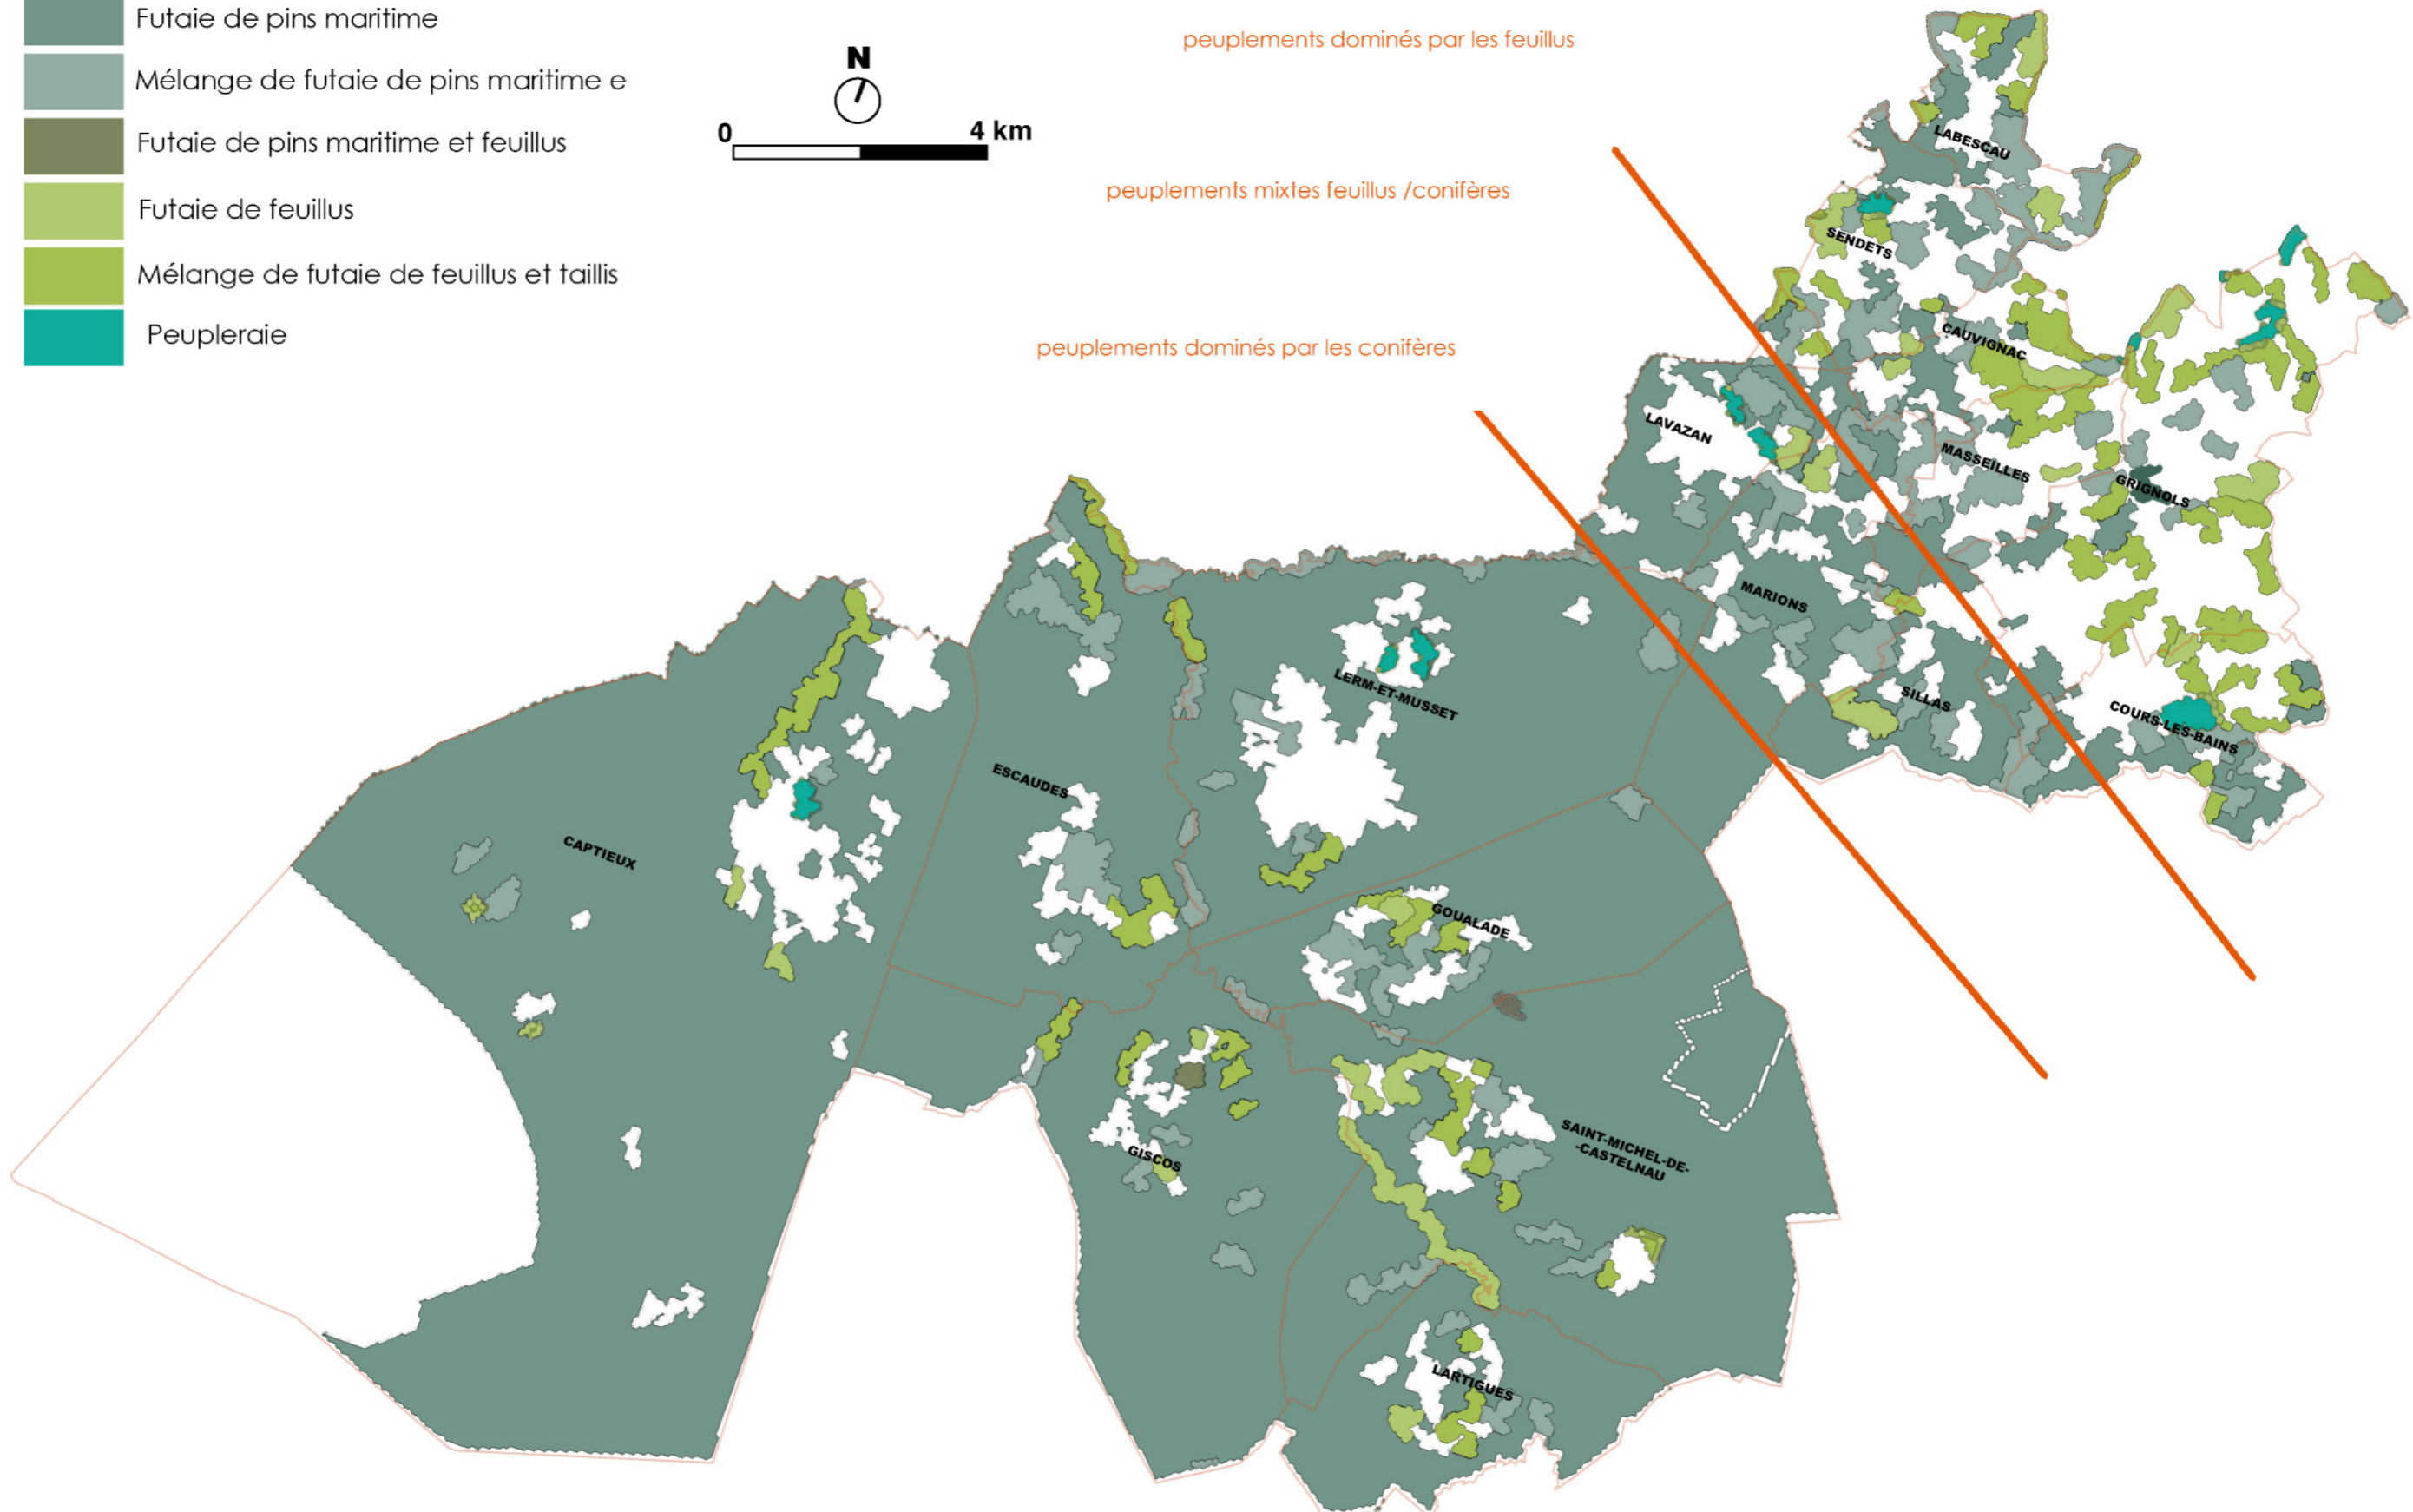 Futaie de pins maritime
Mélange de futaie de pins maritime e
Futaie de pins maritime et feuillus
Futaie de feuillus
Mélange de futaie de feuillus et taillis
Peupleraie
N
0 4 km
peuplements dominés par les feuillus
peuplements mixtes feuillus /conifères
peuplements dominés par les conifères
LABESCAU
SENDETS
CAUVIGNAC
LAVAZAN
MASSEILLES
GRIGNOLS
MARIONS
SILLAS
COURS-LES-BAINS
LERM-ET-MUSSET
ESCAUDES
CAPTIEUX
GOUALADE
GISCOS
SAINT-MICHEL-DE-
-CASTELNAU
LARTIGUES